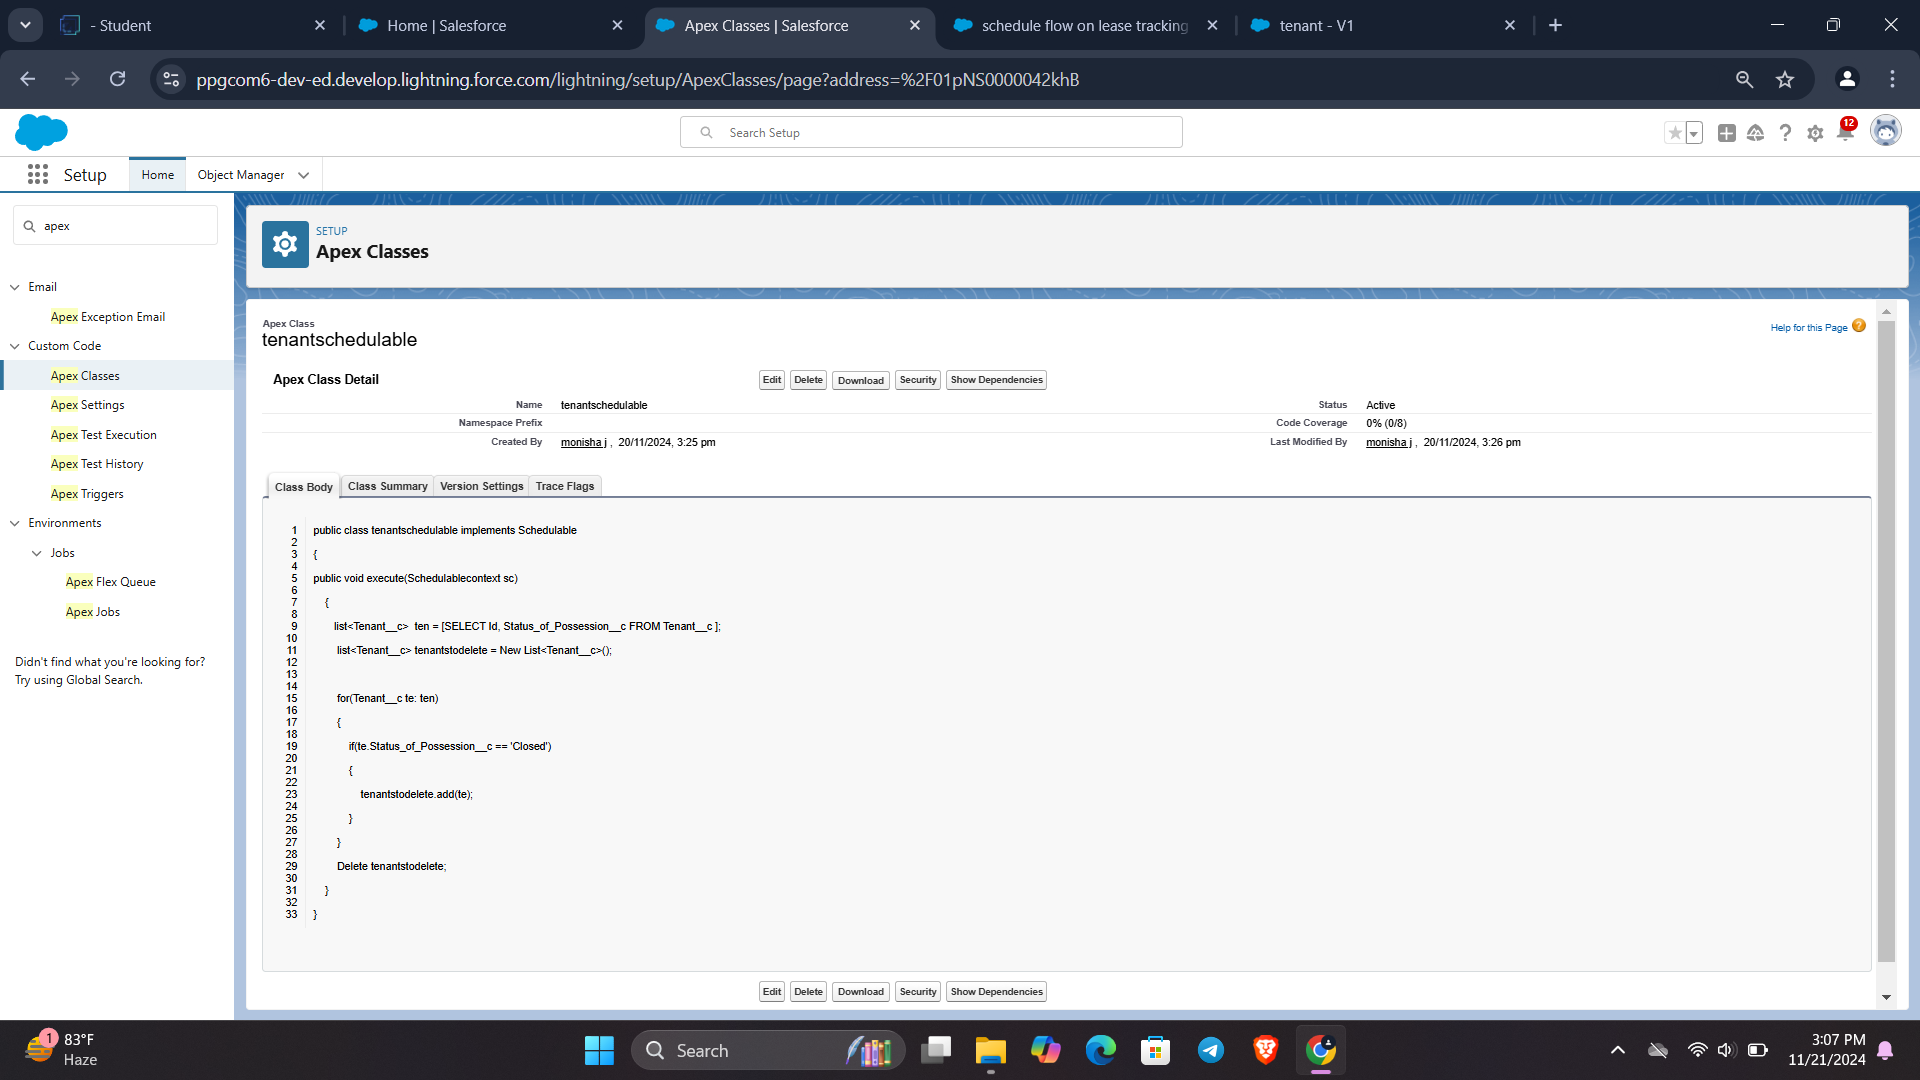 - Student
Home | Salesforce
Apex Classes | Salesforce
schedule flow on lease tracking
tenant - V1
ppgcom6-dev-ed.develop.lightning.force.com/lightning/setup/ApexClasses/page?address=%2F01pNS0000042khB
Search Setup
12
Setup
Home
Object Manager
apex
Email
Apex Exception Email
Custom Code
Apex Classes
Apex Settings
Apex Test Execution
Apex Test History
Apex Triggers
Environments
Jobs
Apex Flex Queue
Apex Jobs
Didn't find what you're looking for?
Try using Global Search.
SETUP
Apex Classes
Apex Class
tenantschedulable
Help for this Page ?
Apex Class Detail
Edit Delete Download Security Show Dependencies
Name tenantschedulable Status Active
Namespace Prefix Code Coverage 0% (0/8)
Created By monisha j , 20/11/2024, 3:25 pm Last Modified By monisha j , 20/11/2024, 3:26 pm
Class Body Class Summary Version Settings Trace Flags
1 public class tenantschedulable implements Schedulable
2
3 {
4
5 public void execute(Schedulablecontext sc)
6
7 {
8
9 list<Tenant__c> ten = [SELECT Id, Status_of_Possession__c FROM Tenant__c ];
10
11 list<Tenant__c> tenantstodelete = New List<Tenant__c>();
12
13
14
15 for(Tenant__c te: ten)
16
17 {
18
19 if(te.Status_of_Possession__c == 'Closed')
20
21 {
22
23 tenantstodelete.add(te);
24
25 }
26
27 }
28
29 Delete tenantstodelete;
30
31 }
32
33 }
Edit Delete Download Security Show Dependencies
1
83°F
Haze
Search
3:07 PM
11/21/2024